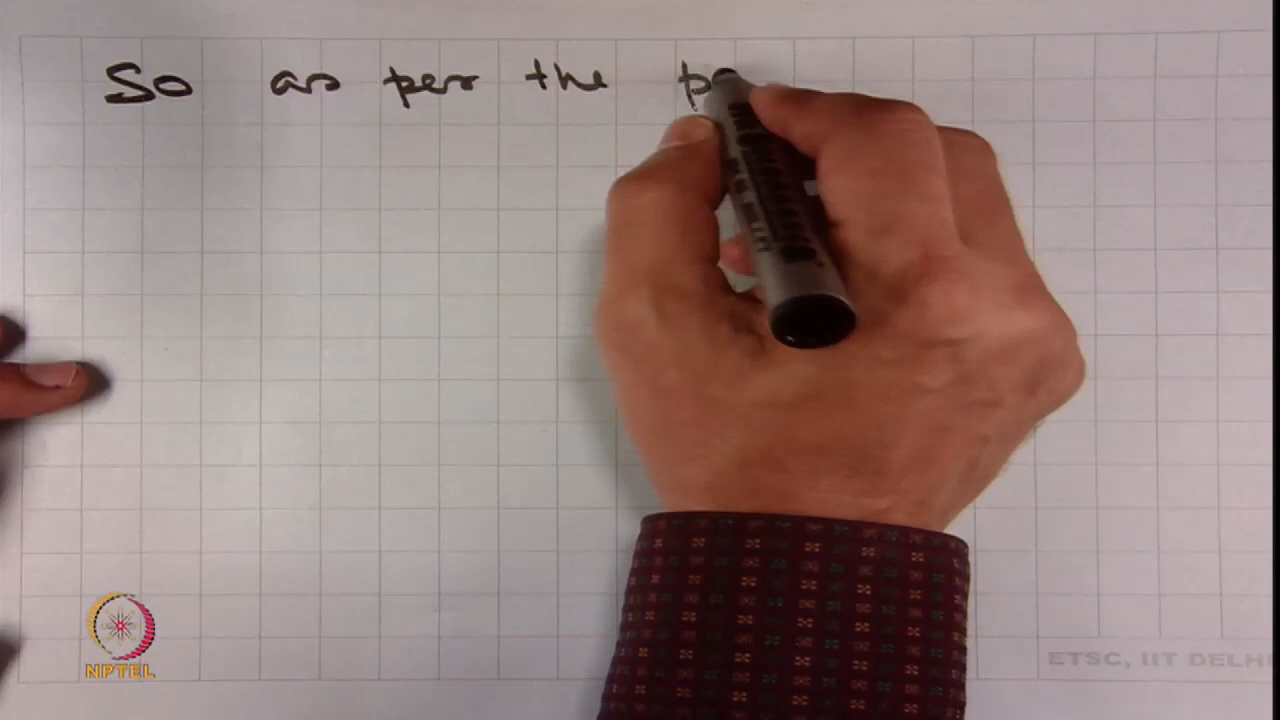 So as per the
NPTEL
ETSC, IIT DELHI